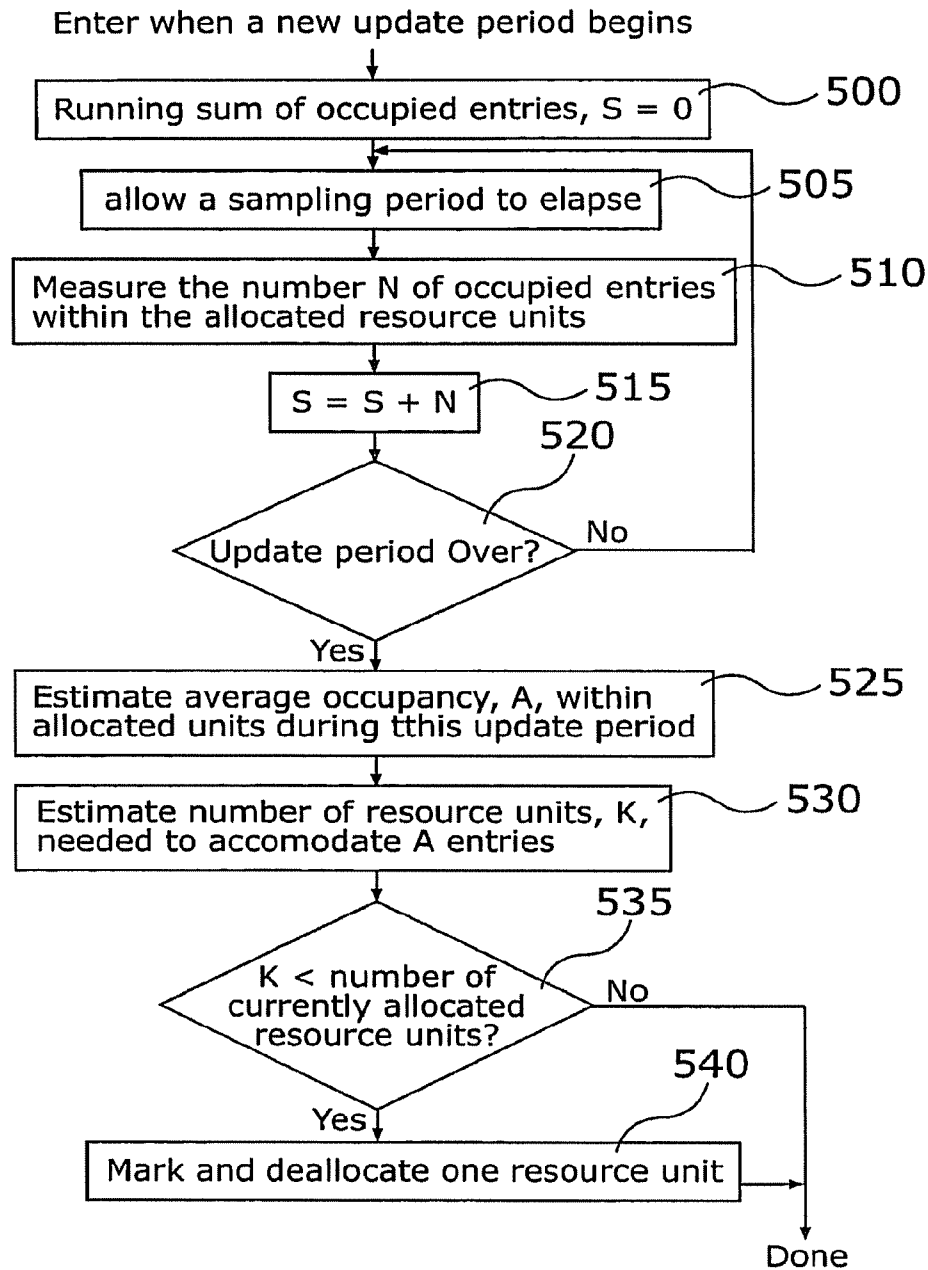 Enter when a new update period begins
Running sum of occupied entries, S = 0
500
allow a sampling period to elapse
505
Measure the number N of occupied entries
within the allocated resource units
510
S = S + N
515
520
Update period Over?
No
Yes
Estimate average occupancy, A, within
allocated units during tthis update period
525
Estimate number of resource units, K,
needed to accomodate A entries
530
535
K < number of
currently allocated
resource units?
No
Yes
540
Mark and deallocate one resource unit
Done